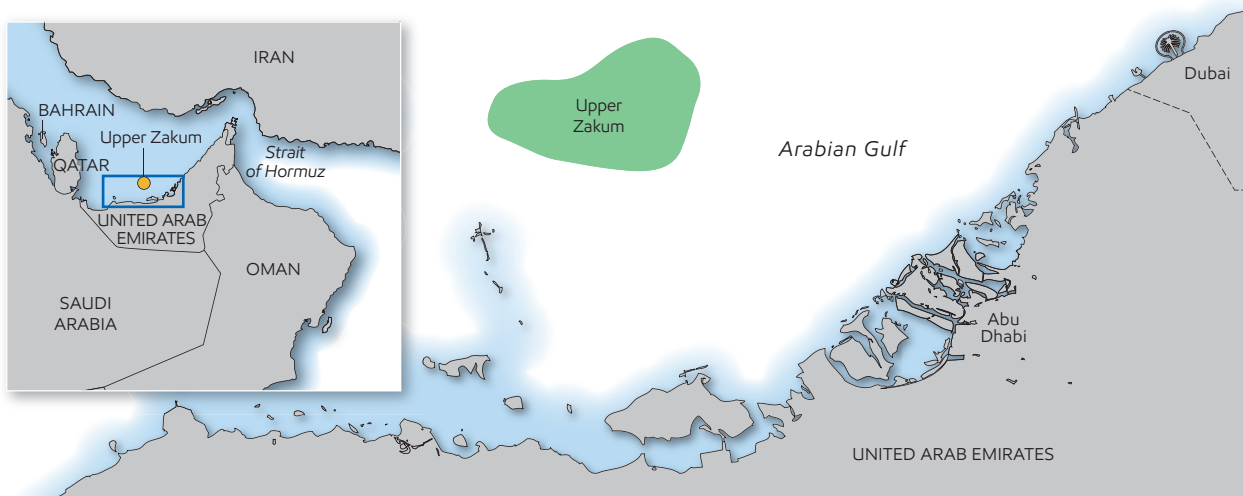 IRAN
BAHRAIN
Upper Zakum
QATAR
Strait
of Hormuz
UNITED ARAB
EMIRATES
OMAN
SAUDI
ARABIA
Upper
Zakum
Arabian Gulf
Dubai
Abu
Dhabi
UNITED ARAB EMIRATES